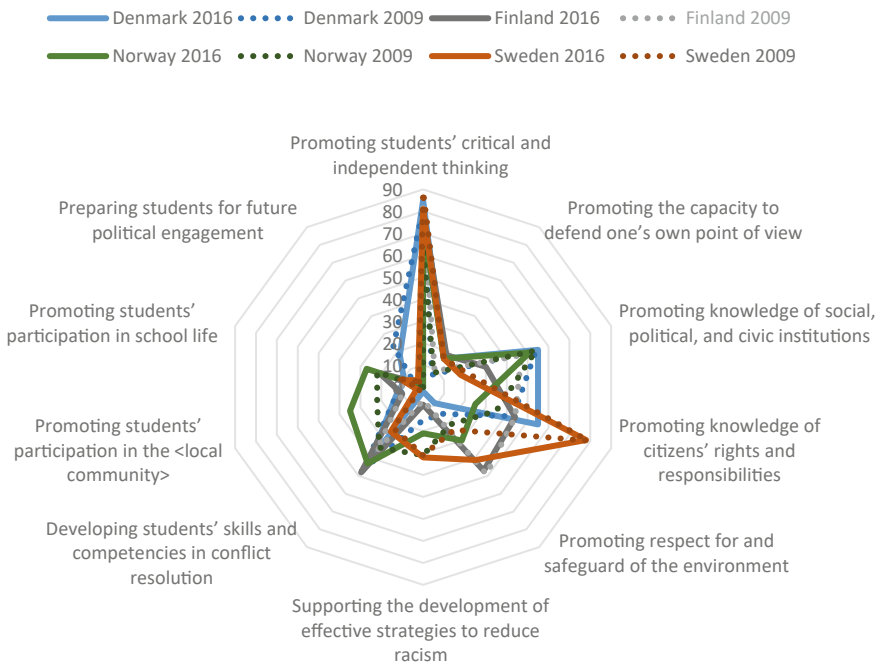 Denmark 2016 Denmark 2009 Finland 2016 Finland 2009
Norway 2016 Norway 2009 Sweden 2016 Sweden 2009
Promoting students’ critical and
independent thinking
Promoting the capacity to
defend one’s own point of view
Promoting knowledge of social,
political, and civic institutions
Promoting knowledge of
citizens’ rights and
responsibilities
Promoting respect for and
safeguard of the environment
Supporting the development of
effective strategies to reduce
racism
Developing students’ skills and
competencies in conflict
resolution
Promoting students’
participation in the <local
community>
Promoting students’
participation in school life
Preparing students for future
political engagement
90
80
70
60
50
40
30
20
10
0